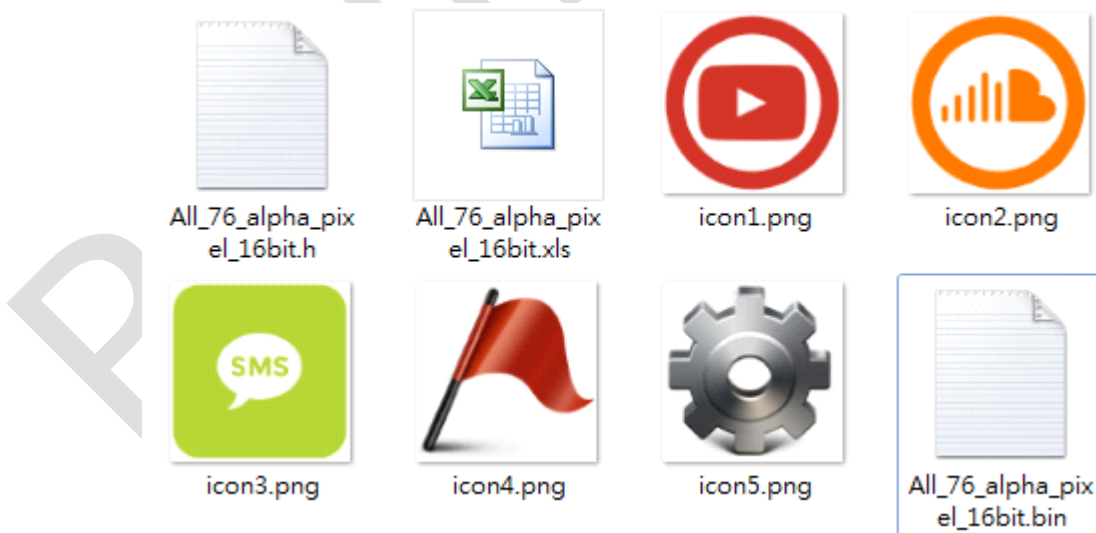 All_76_alpha_pix
el_16bit.h
All_76_alpha_pix
el_16bit.xls
icon1.png
icon2.png
SMS
icon3.png
icon4.png
icon5.png
All_76_alpha_pix
el_16bit.bin